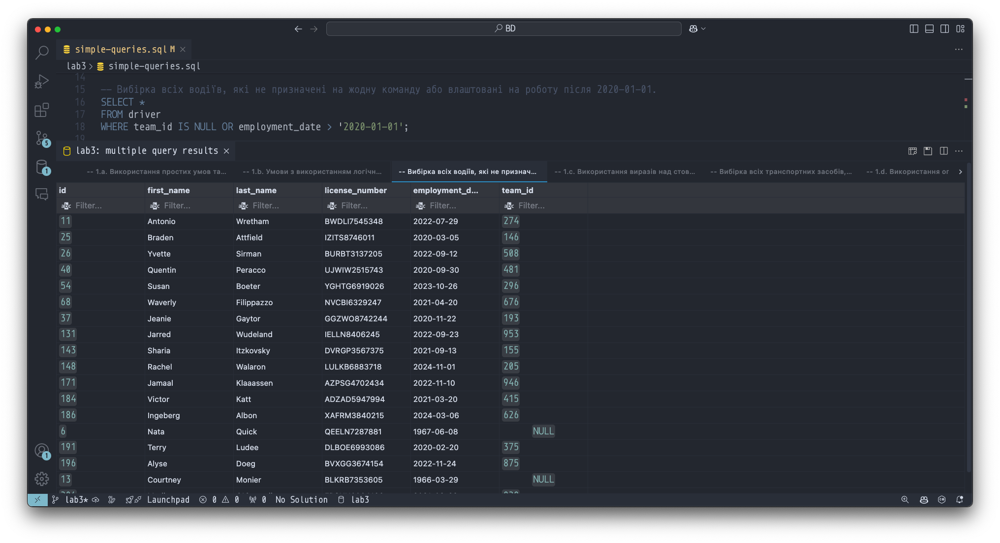 BD
simple-queries.sql M
lab3 > simple-queries.sql
14
15 -- Вибірка всіх водіїв, які не призначені на жодну команду або влаштовані на роботу після 2020-01-01.
16 SELECT *
17 FROM driver
18 WHERE team_id IS NULL OR employment_date > '2020-01-01';
19
5
lab3: multiple query results
1
-- 1.a. Використання простих умов та... -- 1.b. Умови з використанням логічн... -- Вибірка всіх водіїв, які не признач... -- 1.c. Використання виразів над стов... -- Вибірка всіх транспортних засобів,... -- 1.d. Використання ог
id first_name last_name license_number employment_d... team_id
abc Filter... abc Filter... abc Filter... abc Filter... abc Filter... abc Filter...
11 Antonio Wretham BWDLI7545348 2022-07-29 274
25 Braden Attfield IZITS8746011 2020-03-05 146
26 Yvette Sirman BURBT3137205 2022-09-12 508
40 Quentin Peracco UJWIW2515743 2020-09-30 481
54 Susan Boeter YGHTG6919026 2023-10-26 296
68 Waverly Filippazzo NVCBI6329247 2021-04-20 676
37 Jeanie Gaytor GGZWO8742244 2020-11-22 193
131 Jarred Wudeland IELLN8406245 2022-09-23 953
143 Sharia Itzkovsky DVRGP3567375 2021-09-13 155
148 Rachel Walaron LULKB6883718 2024-11-01 205
171 Jamaal Klaaassen AZPSG4702434 2022-11-10 946
184 Victor Katt ADZAD5947994 2021-03-20 415
186 Ingeberg Albon XAFRM3840215 2024-03-06 626
6 Nata Quick QEELN7287881 1967-06-08 NULL
191 Terry Ludee DLBOE6993086 2020-02-20 375
1
196 Alyse Doeg BVXGG3674154 2022-11-24 875
13 Courtney Monier BLKRB7353605 1966-03-29 NULL
lab3* Launchpad 0 0 0 No Solution lab3